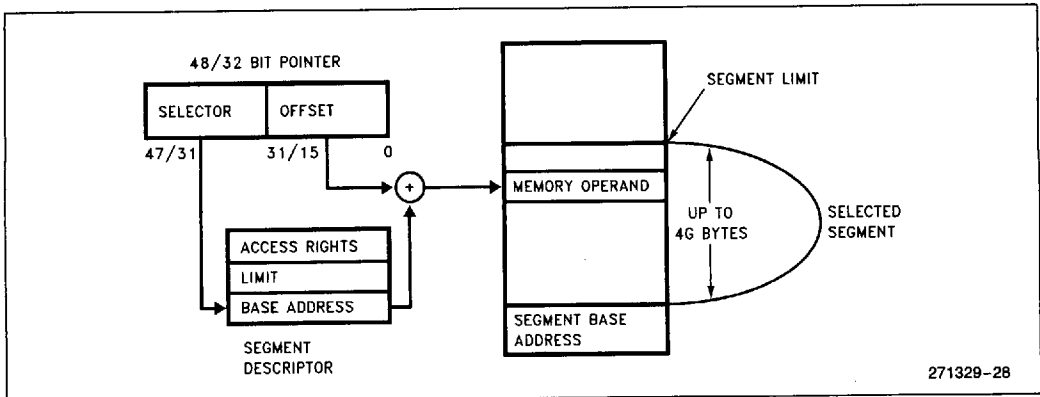 48/32 BIT POINTER
SELECTOR
OFFSET
47/31
31/15
0
+
ACCESS RIGHTS
LIMIT
BASE ADDRESS
SEGMENT
DESCRIPTOR
MEMORY OPERAND
SEGMENT BASE
ADDRESS
SEGMENT LIMIT
UP TO
4G BYTES
SELECTED
SEGMENT
271329-28